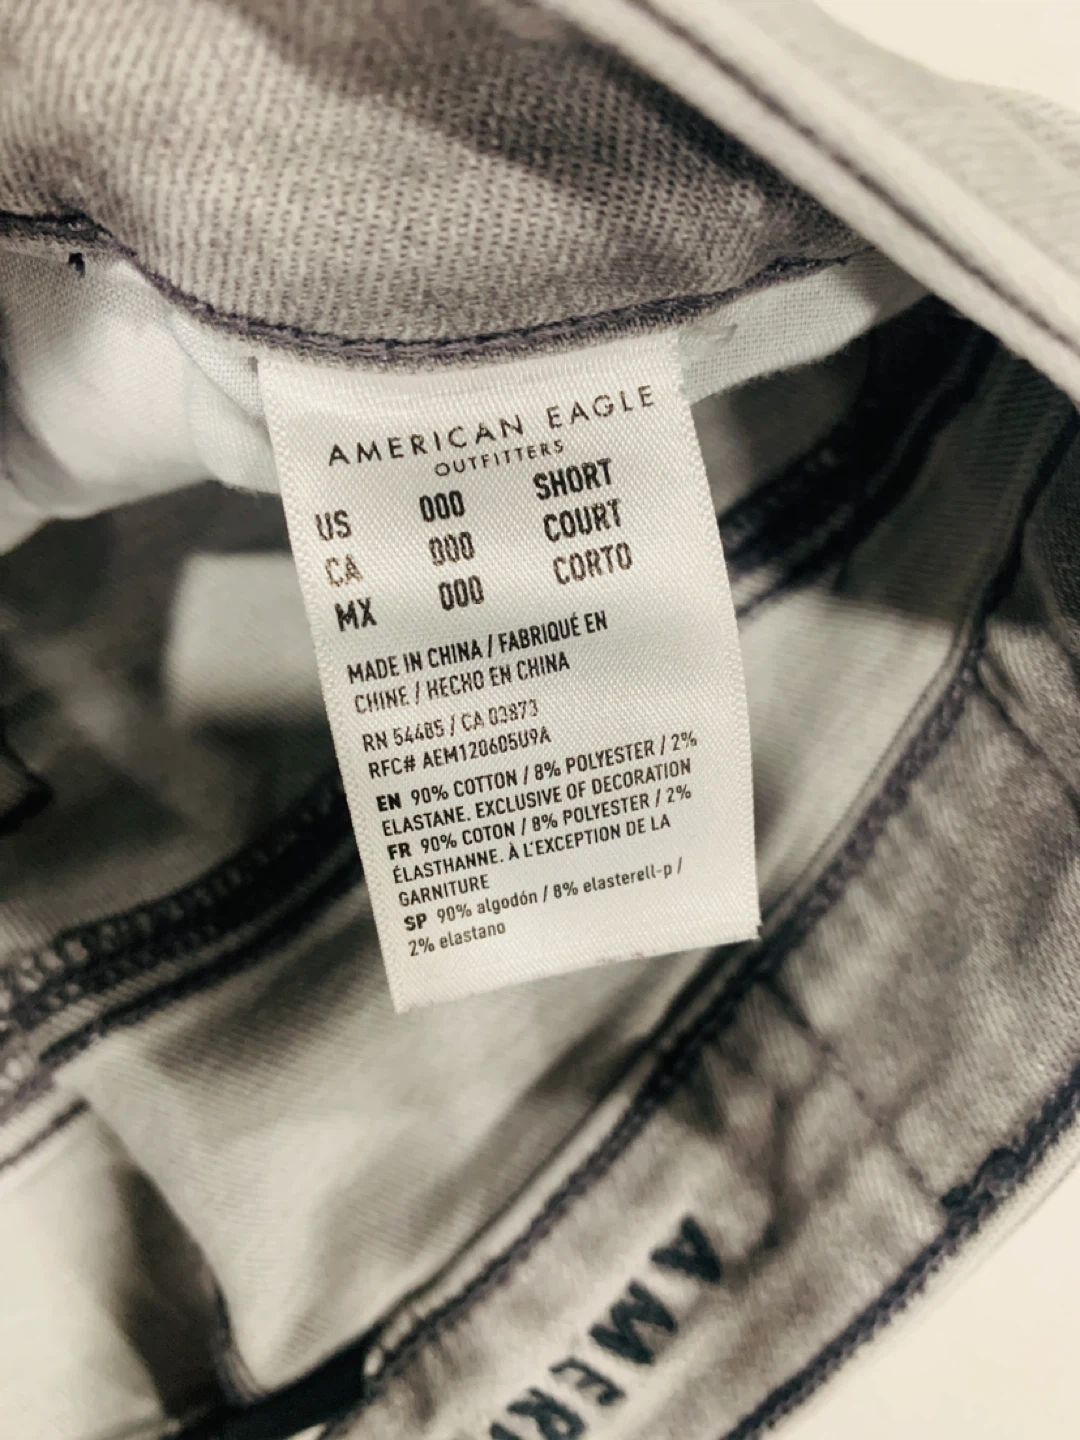 AMERICAN EAGLE
OUTFITTERS
US 000 SHORT
CA 000 COURT
MX 000 CORTO
MADE IN CHINA / FABRIQUÉ EN
CHINE / HECHO EN CHINA
RN 54485 / CA 03873
RFC# AEM120605U9A
EN 90% COTTON / 8% POLYESTER / 2%
ELASTANE. EXCLUSIVE OF DECORATION
FR 90% COTON / 8% POLYESTER / 2%
ÉLASTHANNE. À L'EXCEPTION DE LA
GARNITURE
SP 90% algodón / 8% elasterell-p /
2% elastano
AMERI